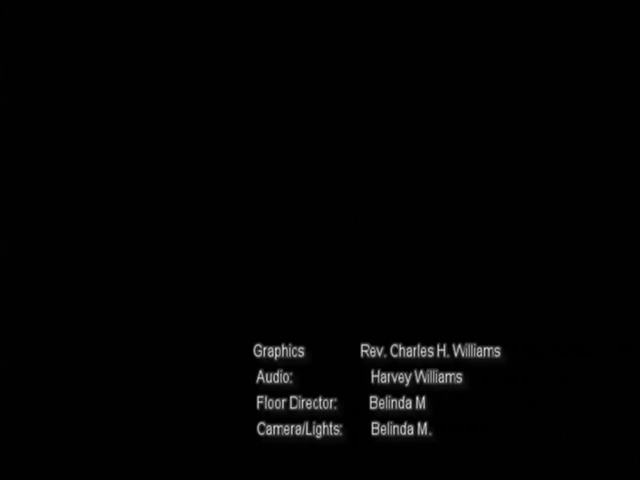 Graphics Rev. Charles H. Williams
Audio: Harvey Williams
Floor Director: Belinda M
Camera/Lights: Belinda M.